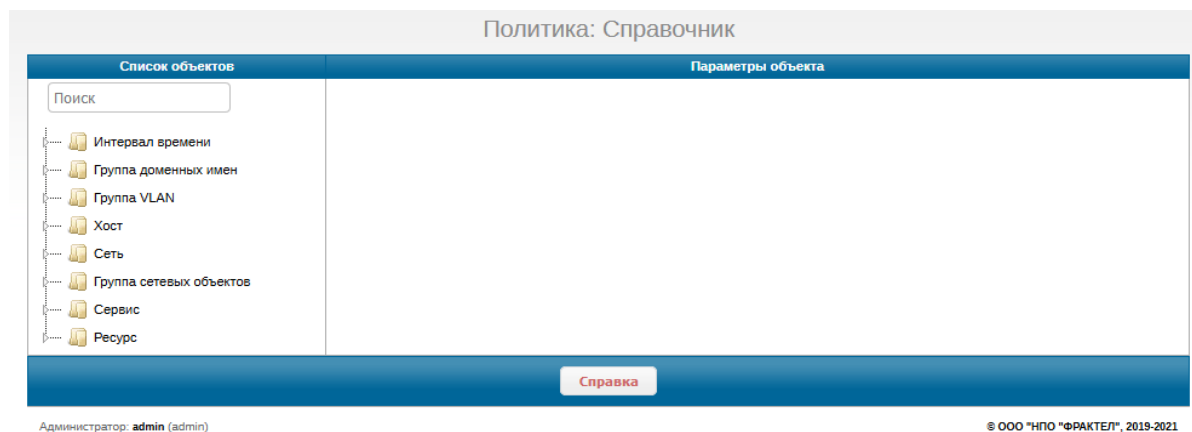 Политика: Справочник
Список объектов
Параметры объекта
Поиск
Интервал времени
Группа доменных имен
Группа VLAN
Хост
Сеть
Группа сетевых объектов
Сервис
Ресурс
Справка
Администратор: admin (admin)
© ООО "НПО "ФРАКТЕЛ", 2019-2021